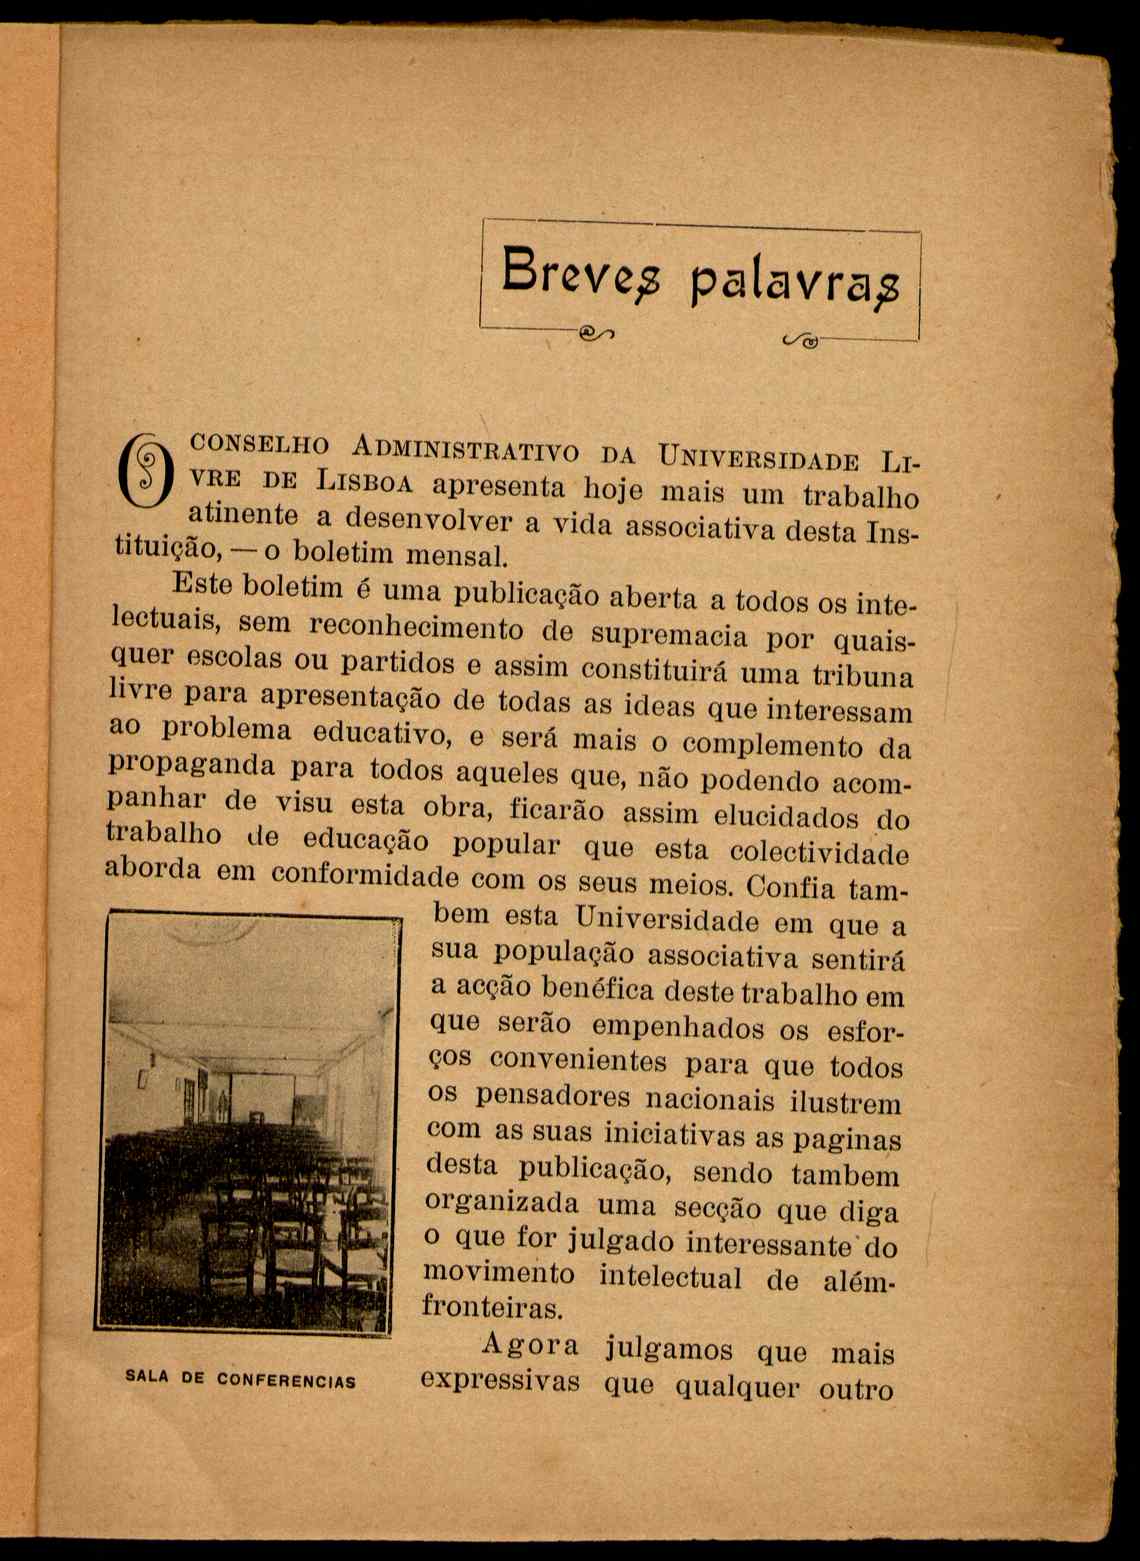 Breves palavras
O CONSELHO ADMINISTRATIVO DA UNIVERSIDADE LI-
VRE DE LISBOA apresenta hoje mais um trabalho
atinente a desenvolver a vida associativa desta Ins-
tituição, — o boletim mensal.
Este boletim é uma publicação aberta a todos os inte-
lectuais, sem reconhecimento de supremacia por quais-
quer escolas ou partidos e assim constituirá uma tribuna
livre para apresentação de todas as ideas que interessam
ao problema educativo, e será mais o complemento da
propaganda para todos aqueles que, não podendo acom-
panhar de visu esta obra, ficarão assim elucidados do
trabalho de educação popular que esta colectividade
aborda em conformidade com os seus meios. Confia tam-
bem esta Universidade em que a
sua população associativa sentirá
a acção benéfica deste trabalho em
que serão empenhados os esfor-
ços convenientes para que todos
os pensadores nacionais ilustrem
com as suas iniciativas as paginas
desta publicação, sendo tambem
organizada uma secção que diga
o que for julgado interessante do
movimento intelectual de além-
fronteiras.
Agora julgamos que mais
expressivas que qualquer outro
SALA DE CONFERENCIAS